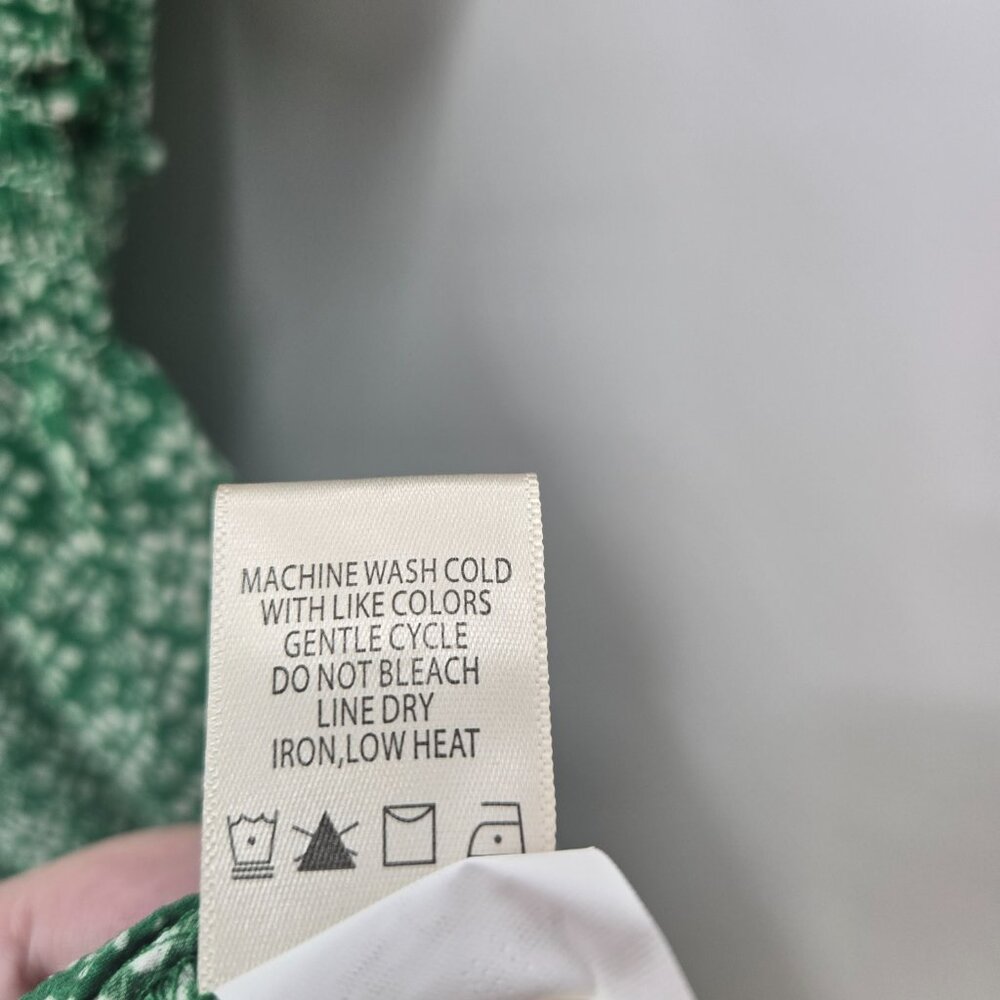 MACHINE WASH COLD
WITH LIKE COLORS
GENTLE CYCLE
DO NOT BLEACH
LINE DRY
IRON,LOW HEAT